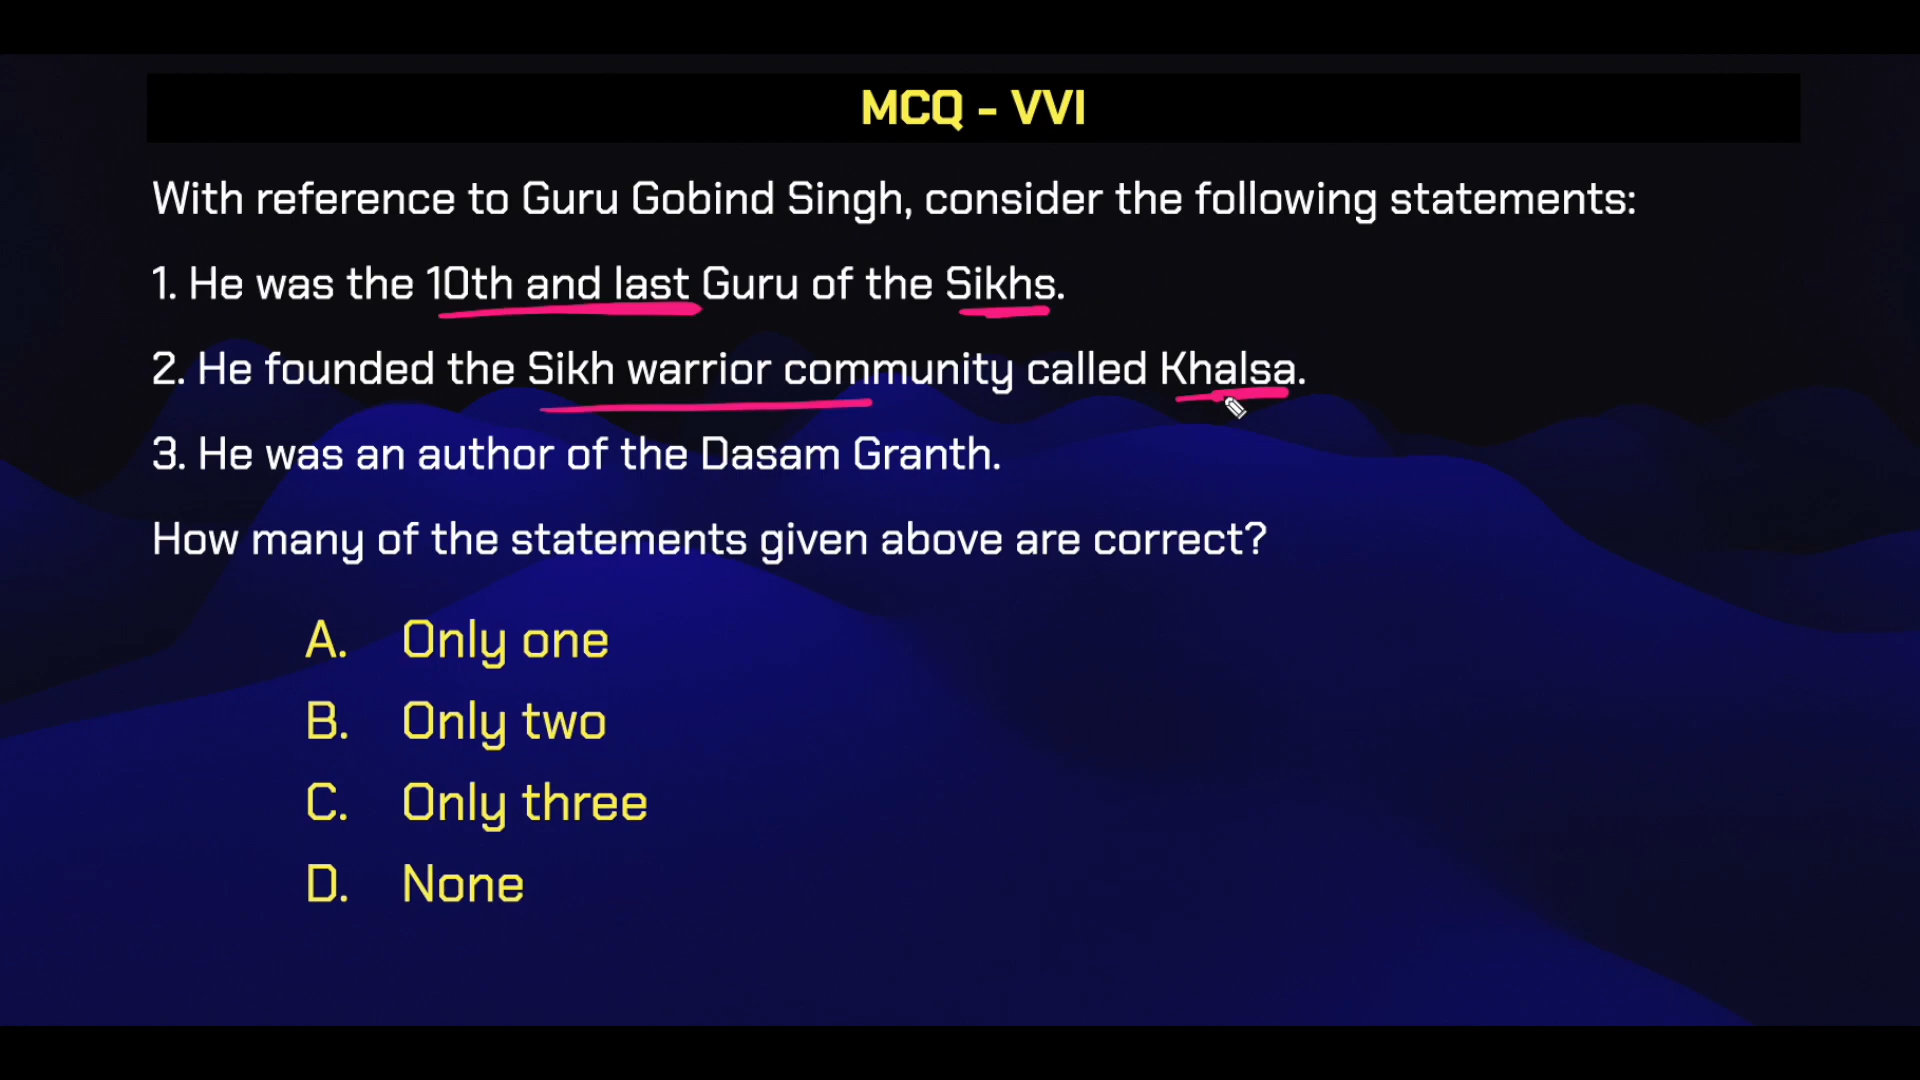 MCQ - VVI
With reference to Guru Gobind Singh, consider the following statements:
1. He was the 10th and last Guru of the Sikhs.
2. He founded the Sikh warrior community called Khalsa.
3. He was an author of the Dasam Granth.
How many of the statements given above are correct?
A. Only one
B. Only two
C. Only three
D. None